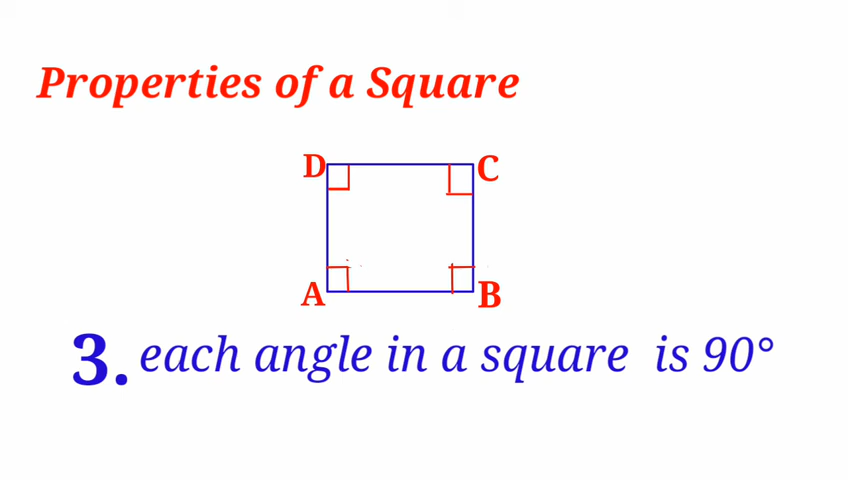 Properties of a Square
D C
A B
3. each angle in a square is 90°